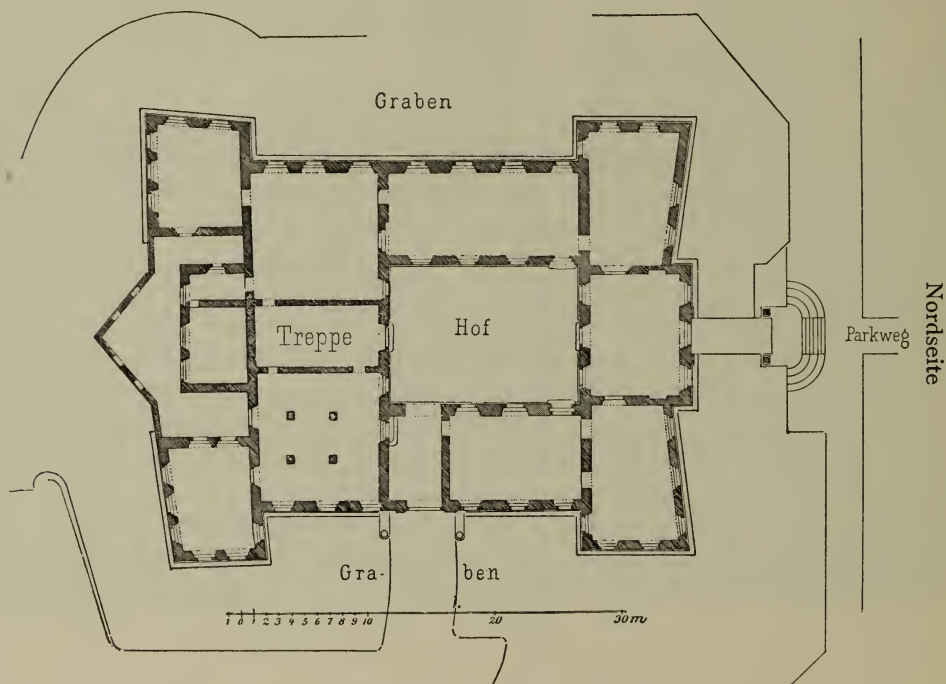 Graben
Treppe
Hof
Parkweg
Nordseite
Gra- ben
1 0 1 2 3 4 5 6 7 8 9 10 20 30 m